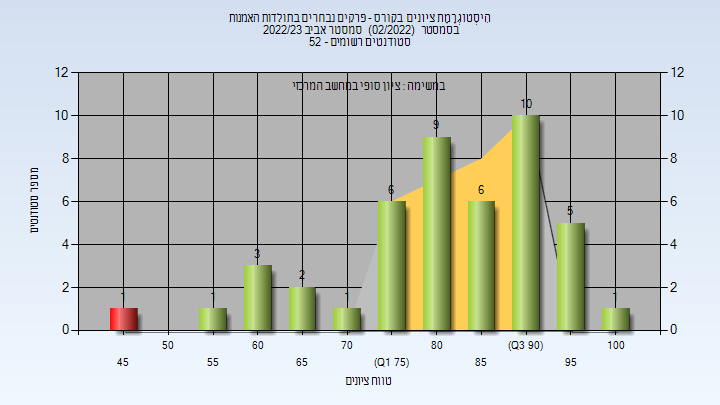 היסטוגרמת ציונים בקורס - פרקים נבחרים בתולדות האמנות
בסמסטר (02/2022) סמסטר אביב 2022/23
סטודנטים רשומים - 52
במשימה : ציון סופי במחשב המרכזי
12 12
10 10
8 8
6 6
4 4
2 2
0 0
מספר סטודנטים
1 1 3 2 1 6 9 6 10 5 1
50 60 70 80 (Q3 90) 100
45 55 65 (Q1 75) 85 95
טווח ציונים